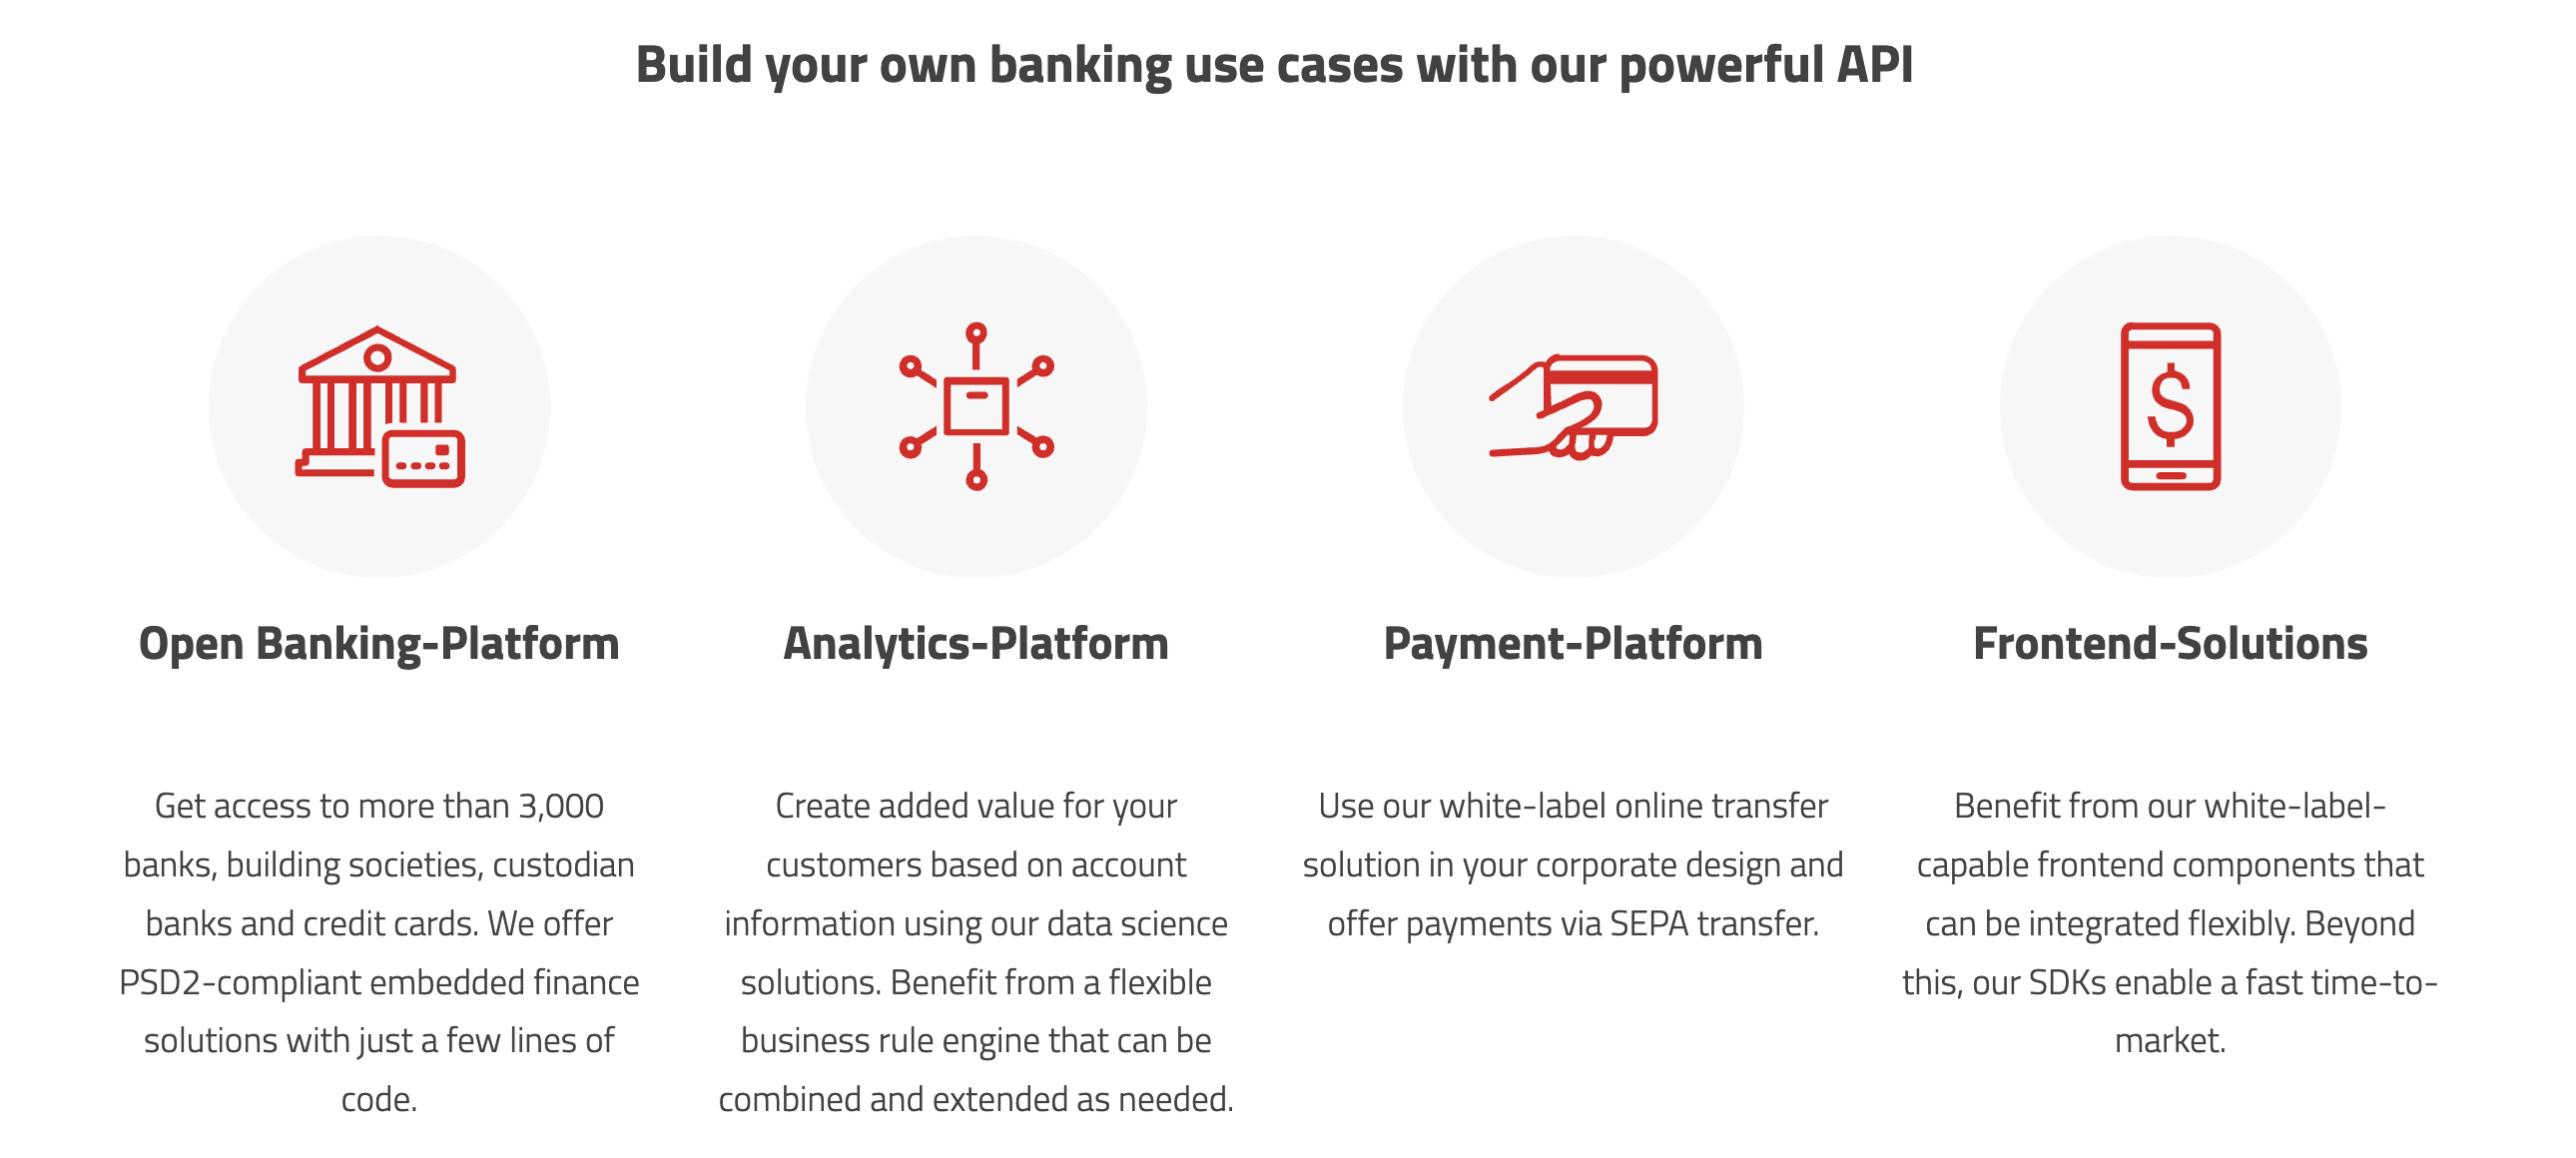 Build your own banking use cases with our powerful API
Open Banking-Platform
Get access to more than 3,000
banks, building societies, custodian
banks and credit cards. We offer
PSD2-compliant embedded finance
solutions with just a few lines of
code.
Analytics-Platform
Create added value for your
customers based on account
information using our data science
solutions. Benefit from a flexible
business rule engine that can be
combined and extended as needed.
Payment-Platform
Use our white-label online transfer
solution in your corporate design and
offer payments via SEPA transfer.
$
Frontend-Solutions
Benefit from our white-label-
capable frontend components that
can be integrated flexibly. Beyond
this, our SDKs enable a fast time-to-
market.